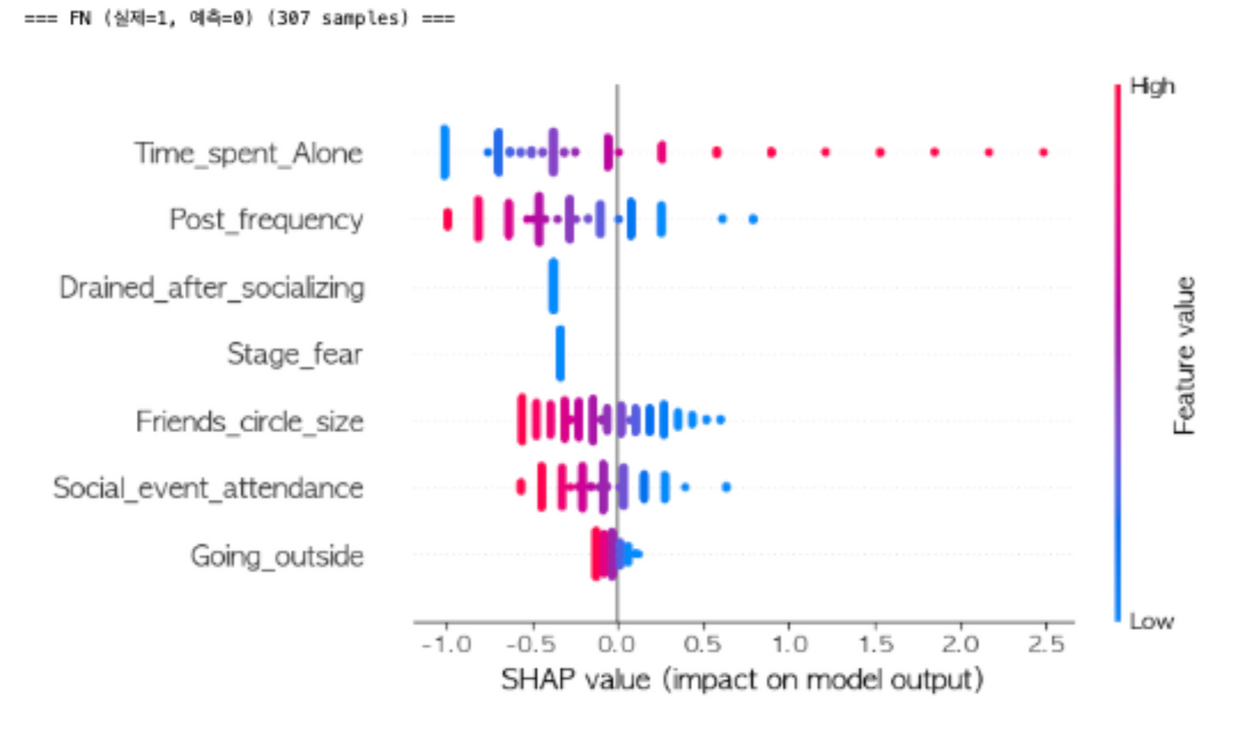 === FN (실제=1, 예측=0) (307 samples) ===
High
Time_spent_Alone
Post_frequency
Drained_after_socializing
Stage_fear
Friends_circle_size
Social_event_attendance
Going_outside
Feature value
Low
-1.0 -0.5 0.0 0.5 1.0 1.5 2.0 2.5
SHAP value (impact on model output)